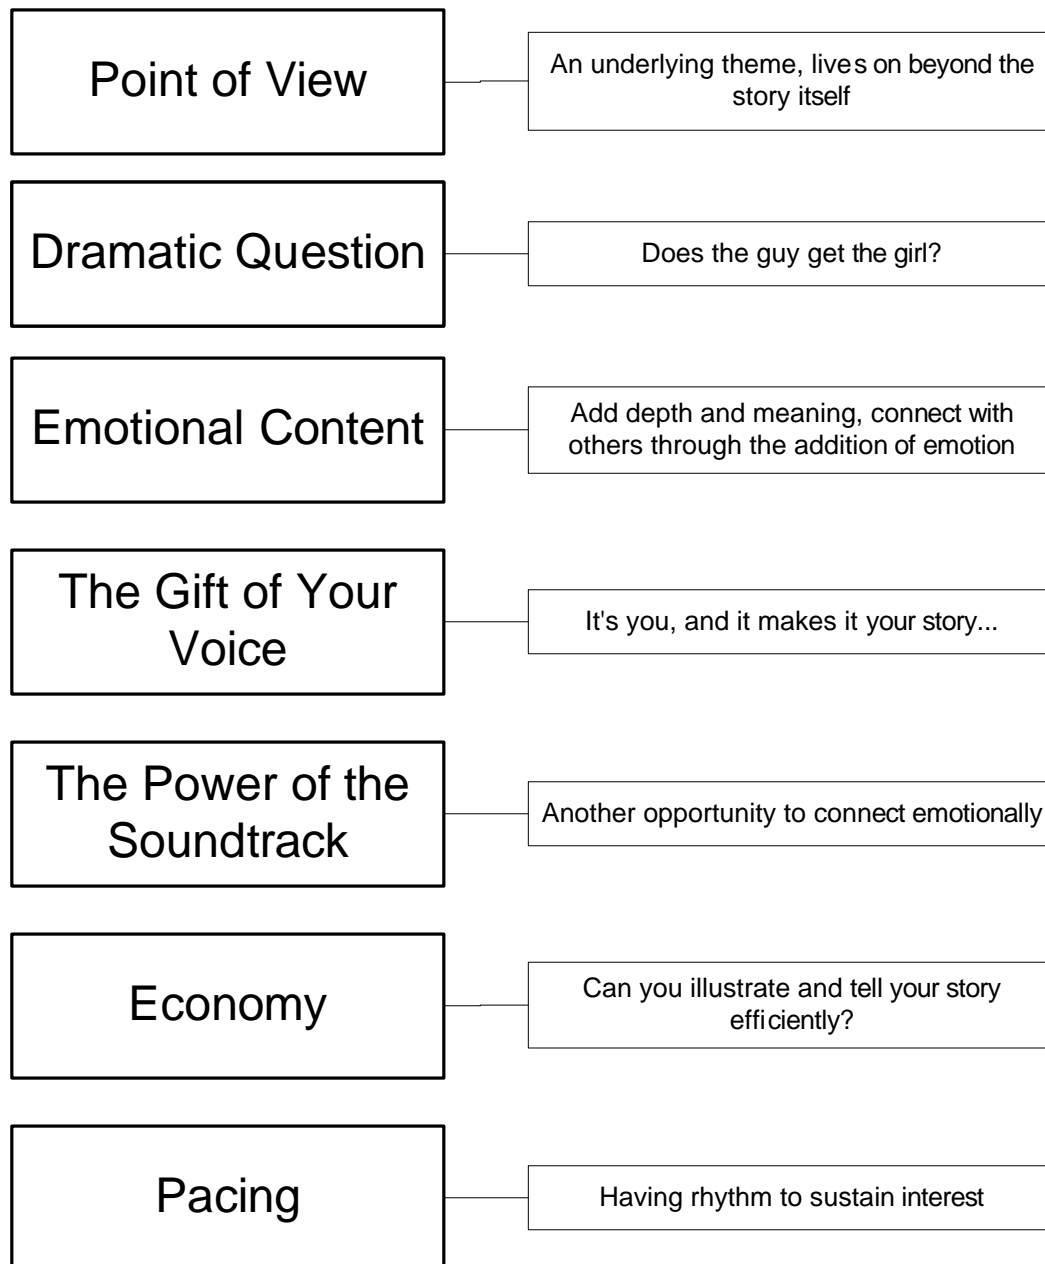 Point of View
An underlying theme, lives on beyond the
story itself
Dramatic Question
Does the guy get the girl?
Emotional Content
Add depth and meaning, connect with
others through the addition of emotion
The Gift of Your
Voice
It's you, and it makes it your story...
The Power of the
Soundtrack
Another opportunity to connect emotionally
Economy
Can you illustrate and tell your story
efficiently?
Pacing
Having rhythm to sustain interest